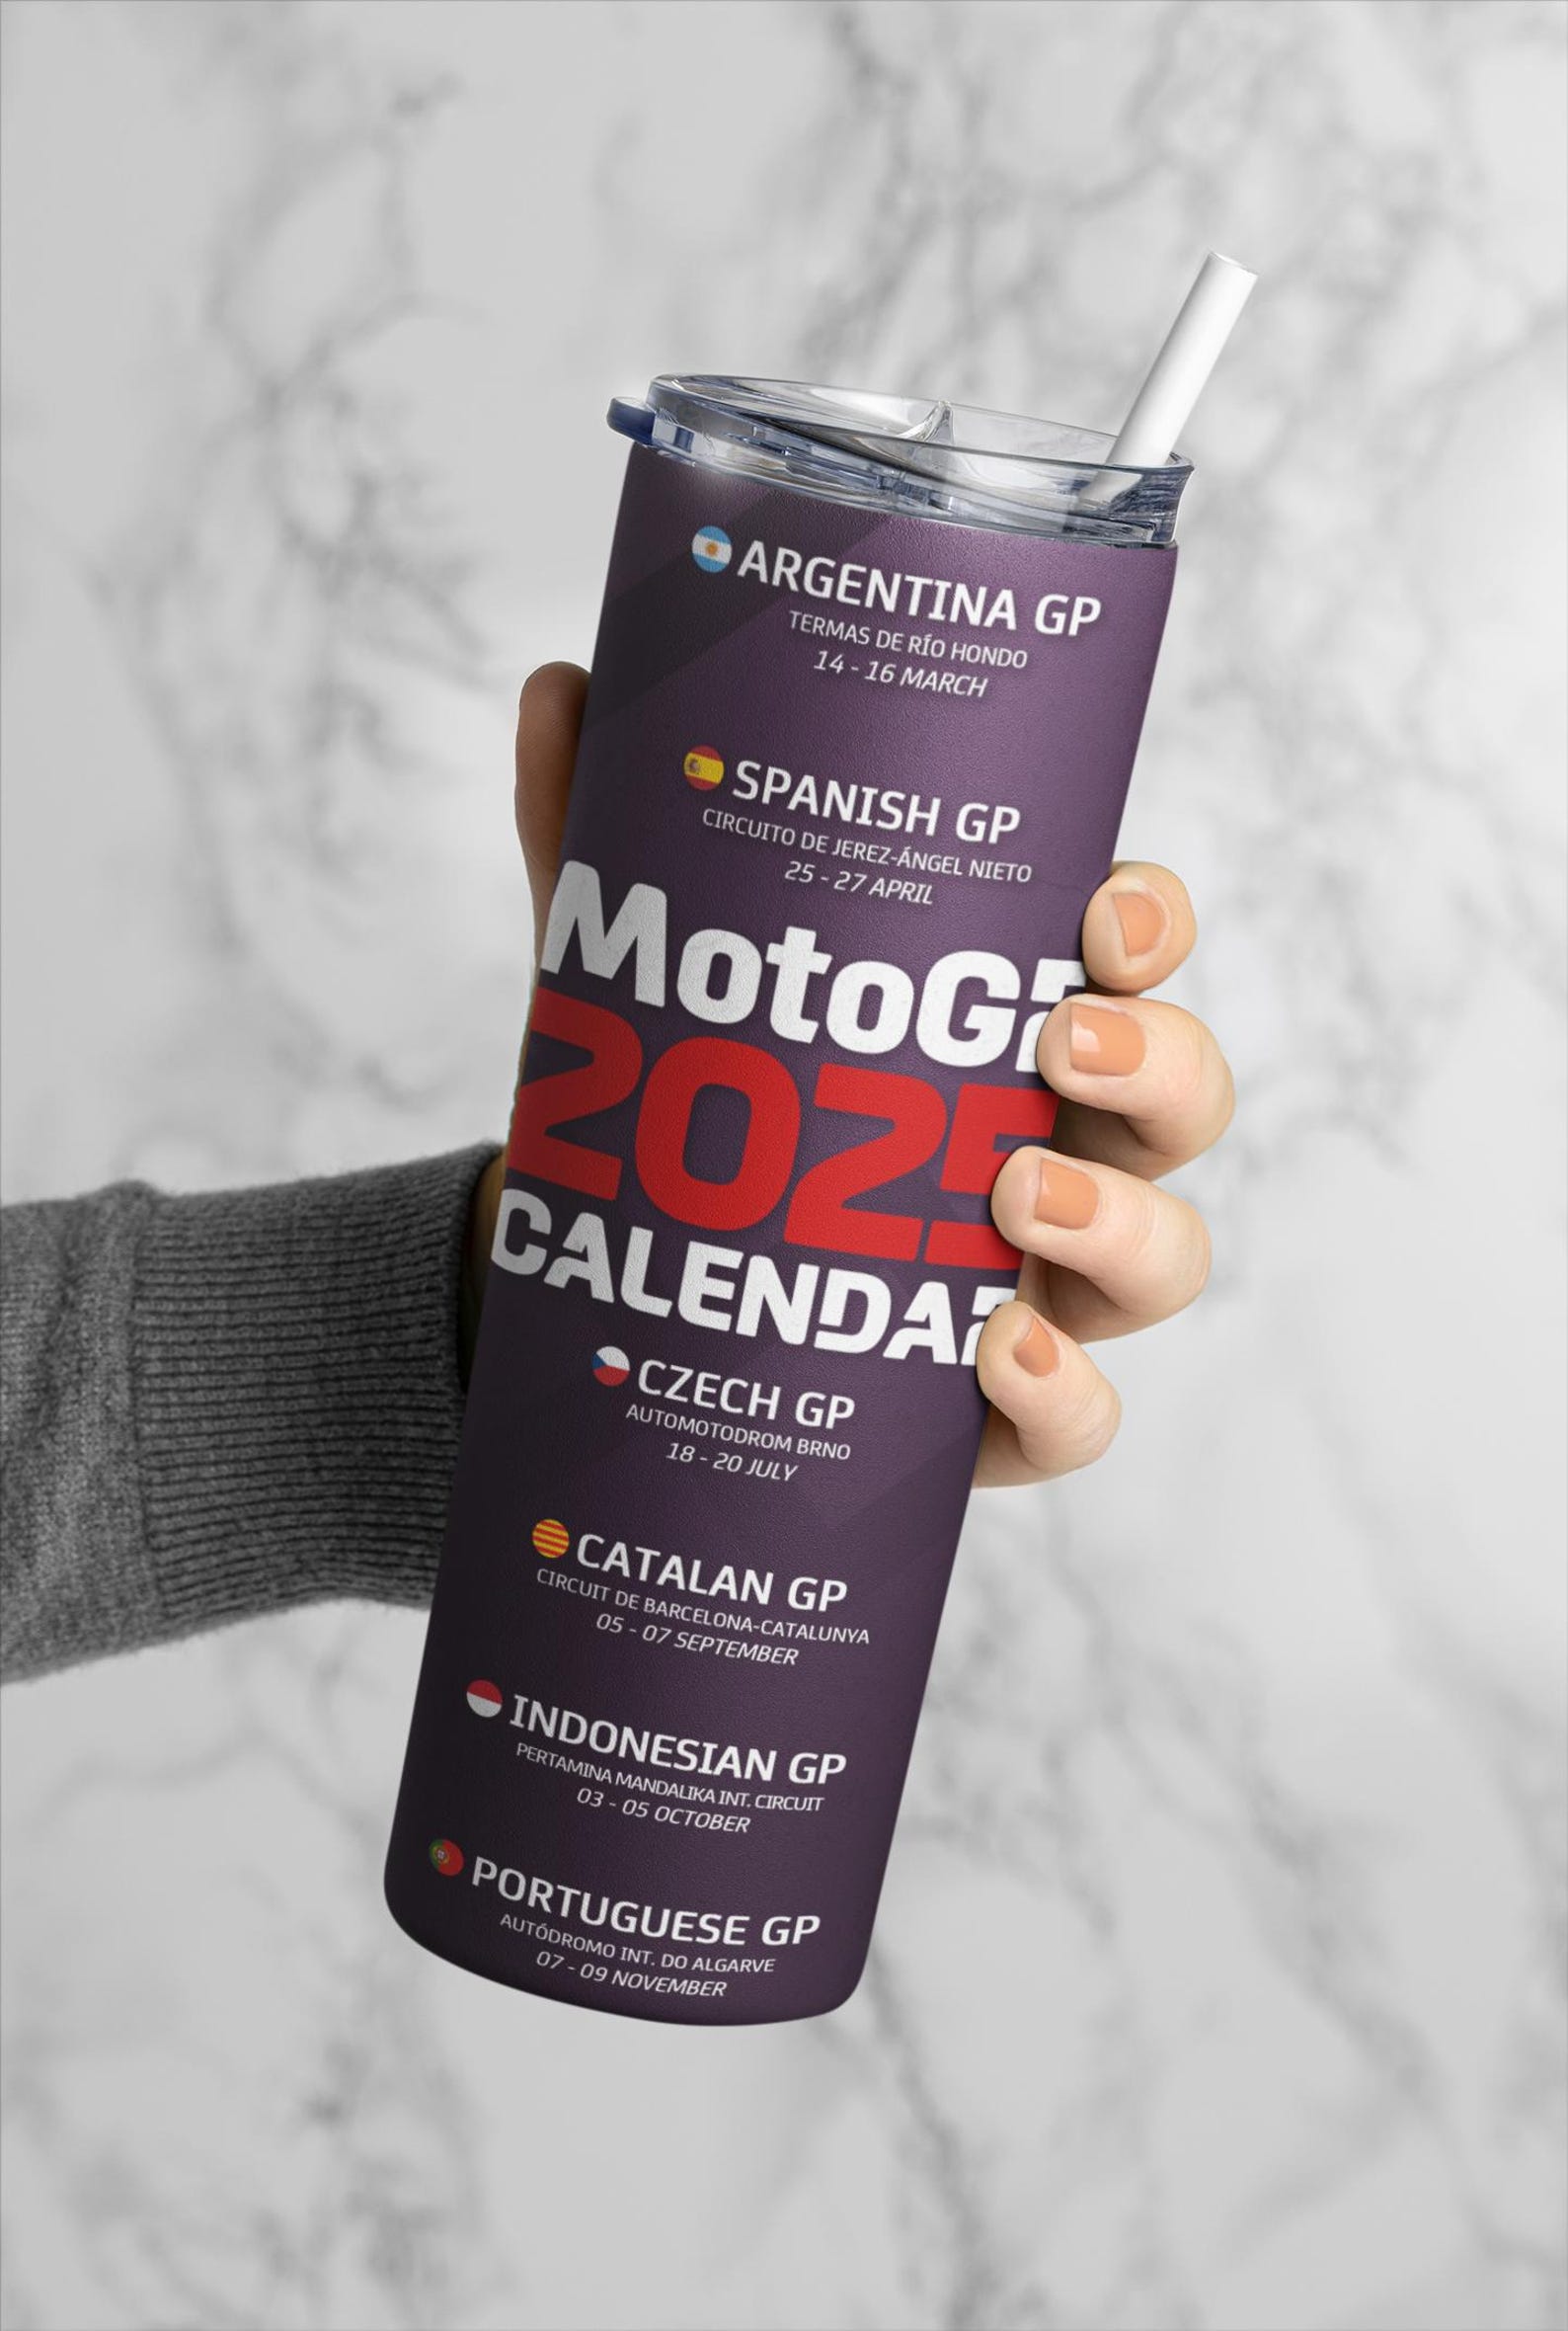 ARGENTINA GP
TERMAS DE RÍO HONDO
14 - 16 MARCH
SPANISH GP
CIRCUITO DE JEREZ-ÁNGEL NIETO
25 - 27 APRIL
MotoGP
2025
CALENDAR
CZECH GP
AUTOMOTODROM BRNO
18 - 20 JULY
CATALAN GP
CIRCUIT DE BARCELONA-CATALUNYA
05 - 07 SEPTEMBER
INDONESIAN GP
PERTAMINA MANDALIKA INT. CIRCUIT
03 - 05 OCTOBER
PORTUGUESE GP
AUTÓDROMO INT. DO ALGARVE
07 - 09 NOVEMBER